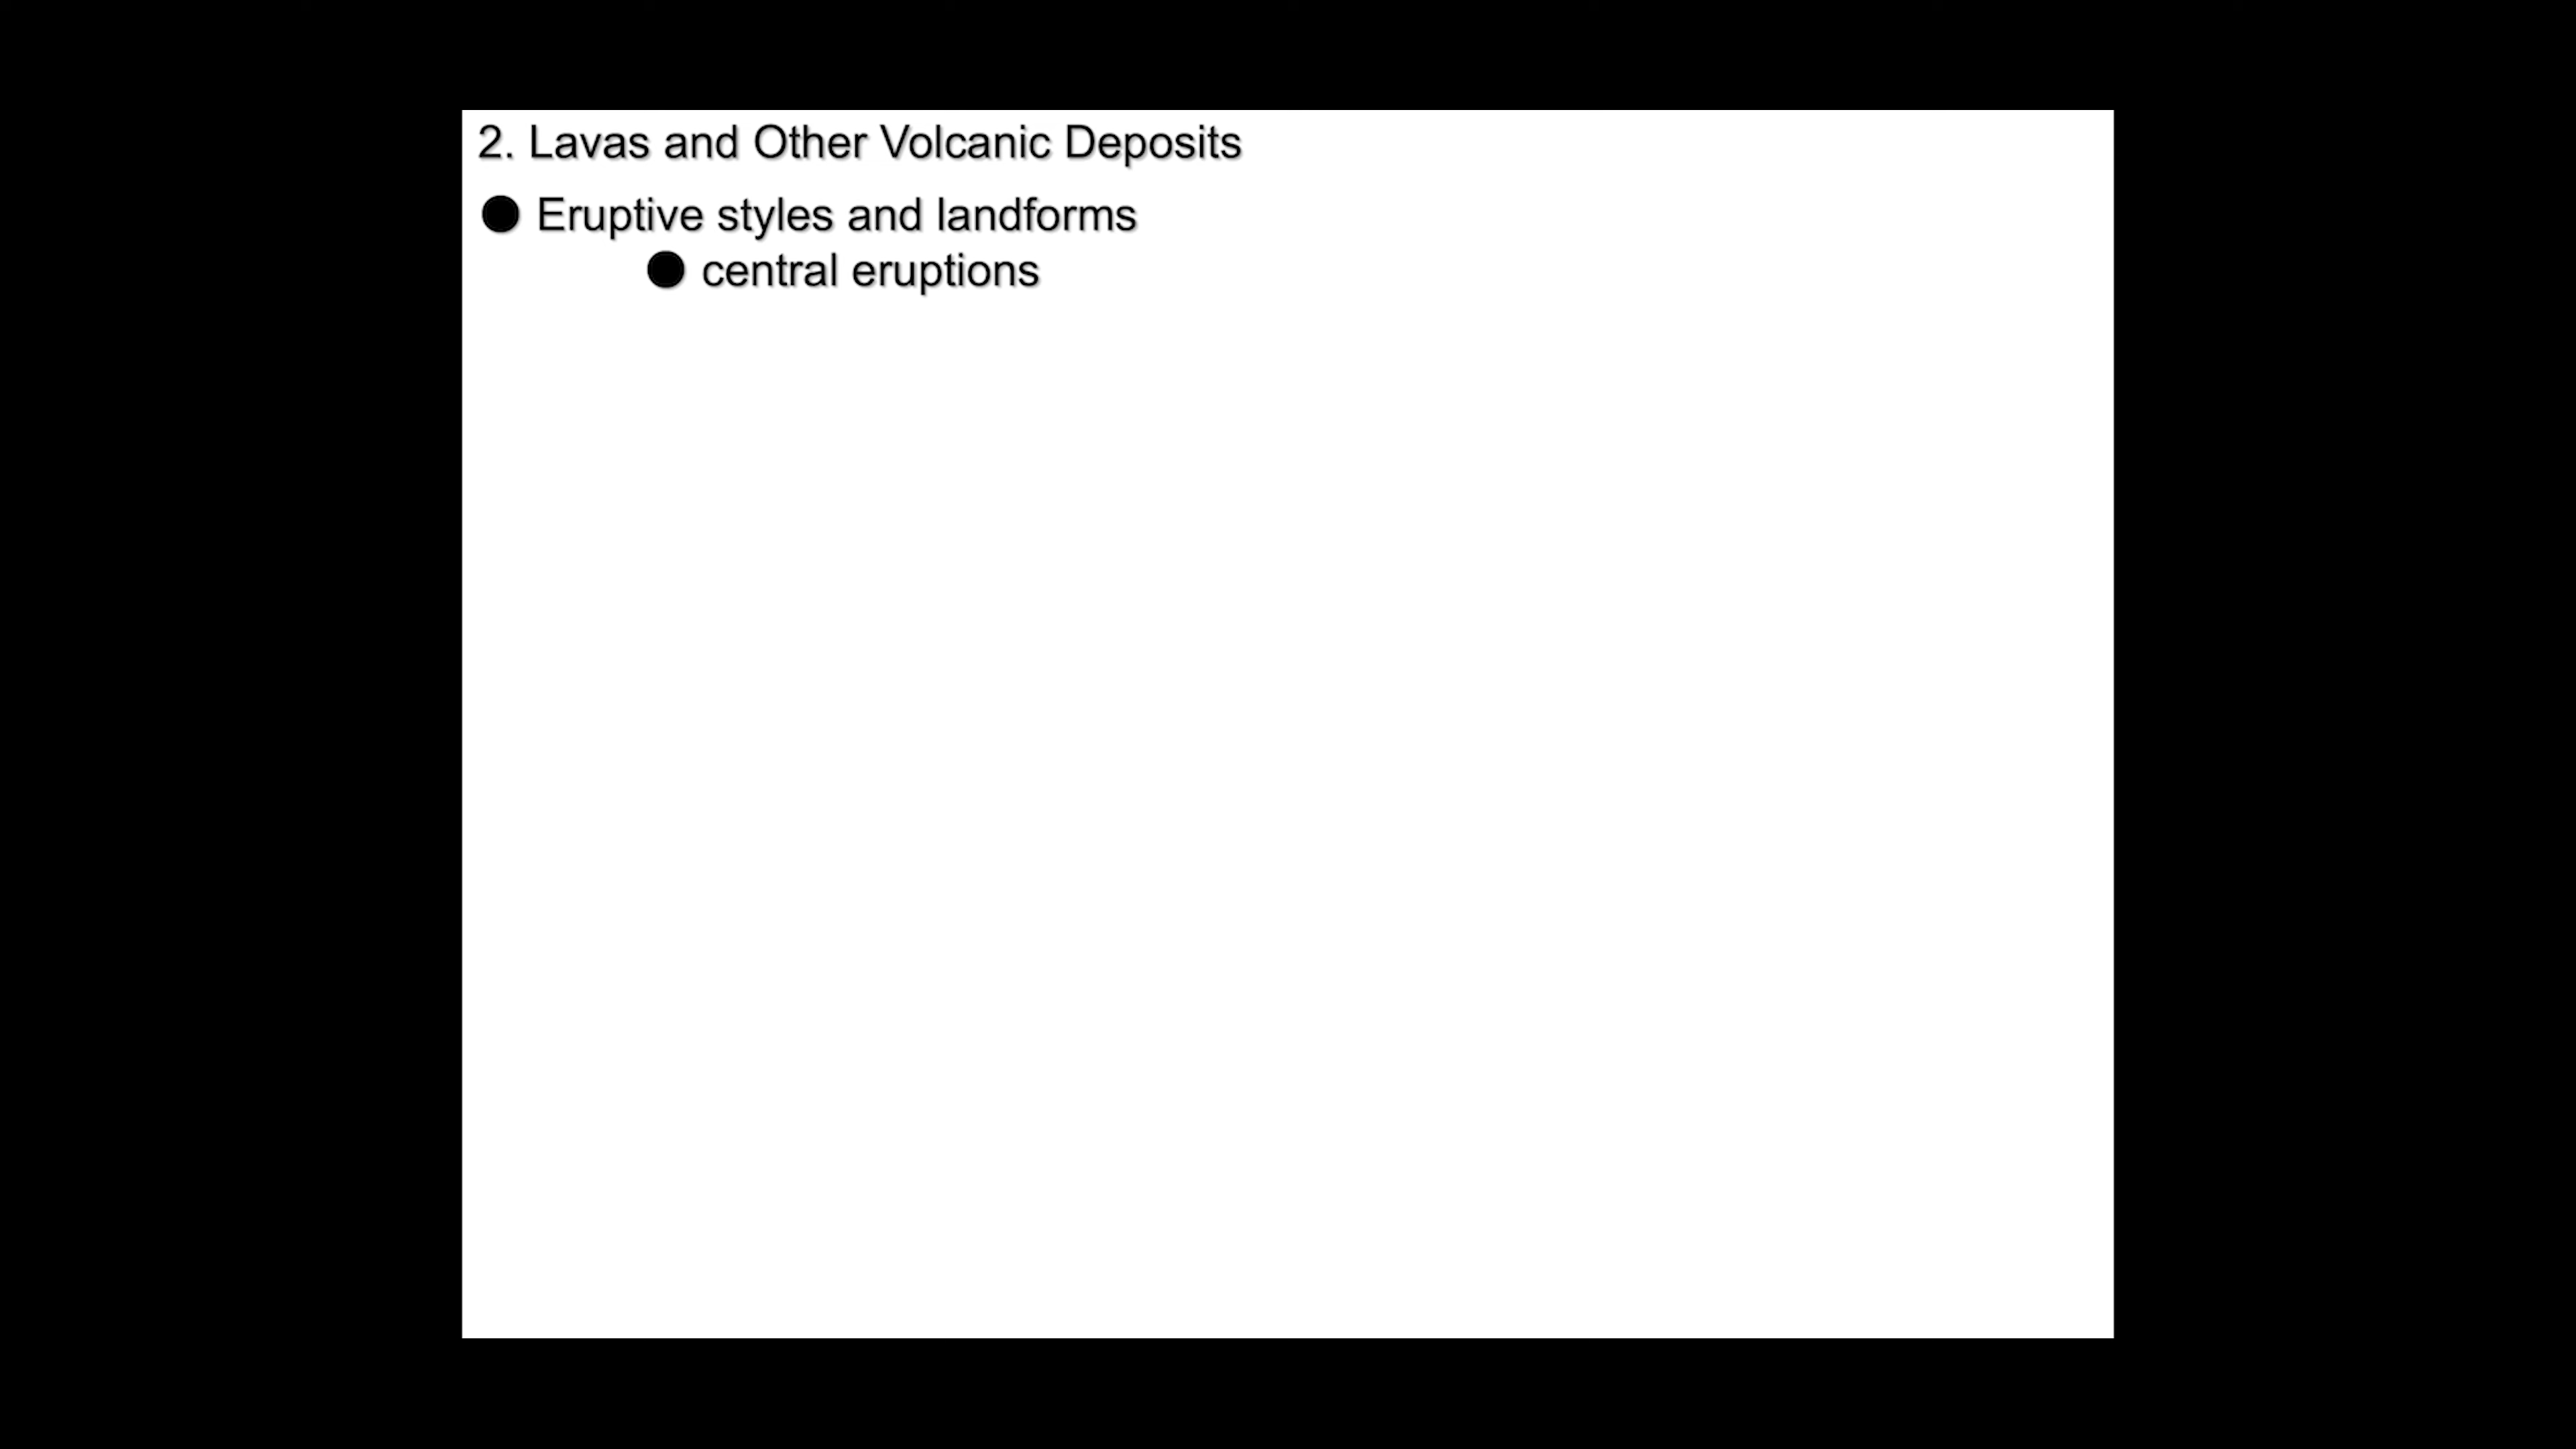 2. Lavas and Other Volcanic Deposits
● Eruptive styles and landforms
● central eruptions